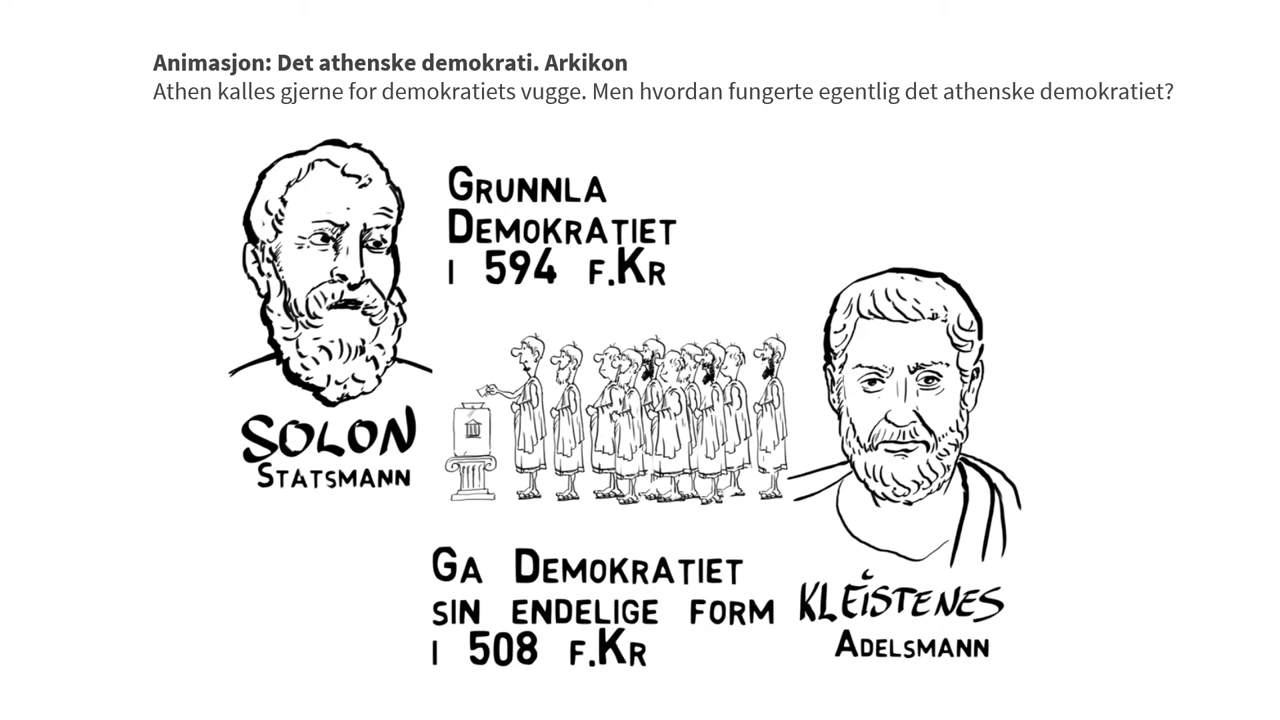 Animasjon: Det athenske demokrati. Arkikon
Athen kalles gjerne for demokratiets vugge. Men hvordan fungerte egentlig det athenske demokratiet?
GRUNNLA
DEMOKRATIET
I 594 F.KR
SOLON
STATSMANN
GA DEMOKRATIET
SIN ENDELIGE FORM
I 508 F.KR
KLEISTENES
ADELSMANN